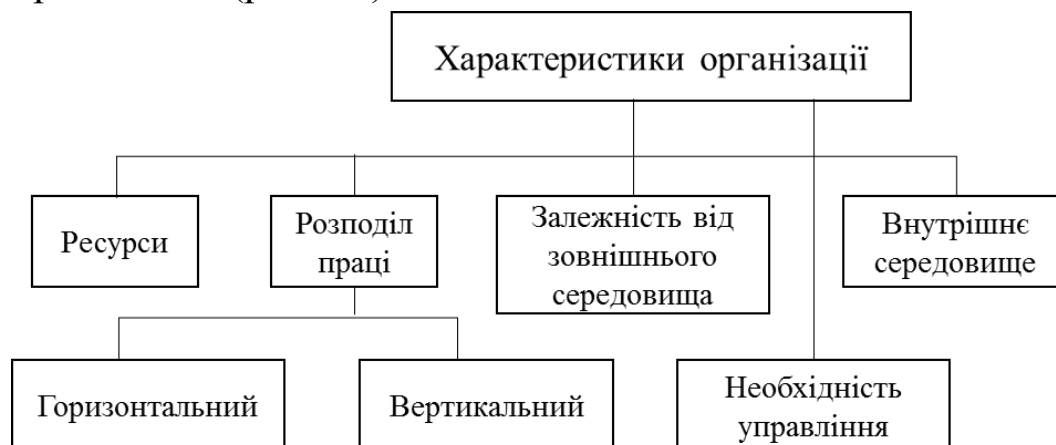 Характеристики організації
Ресурси
Розподіл
праці
Залежність від
зовнішнього
середовища
Внутрішнє
середовище
Горизонтальний
Вертикальний
Необхідність
управління